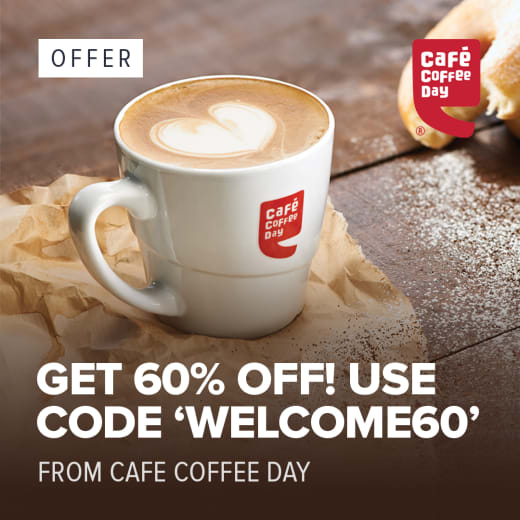 OFFER
Café
Coffee
Day
®
Café
Coffee
Day
GET 60% OFF! USE
CODE ‘WELCOME60’
FROM CAFE COFFEE DAY